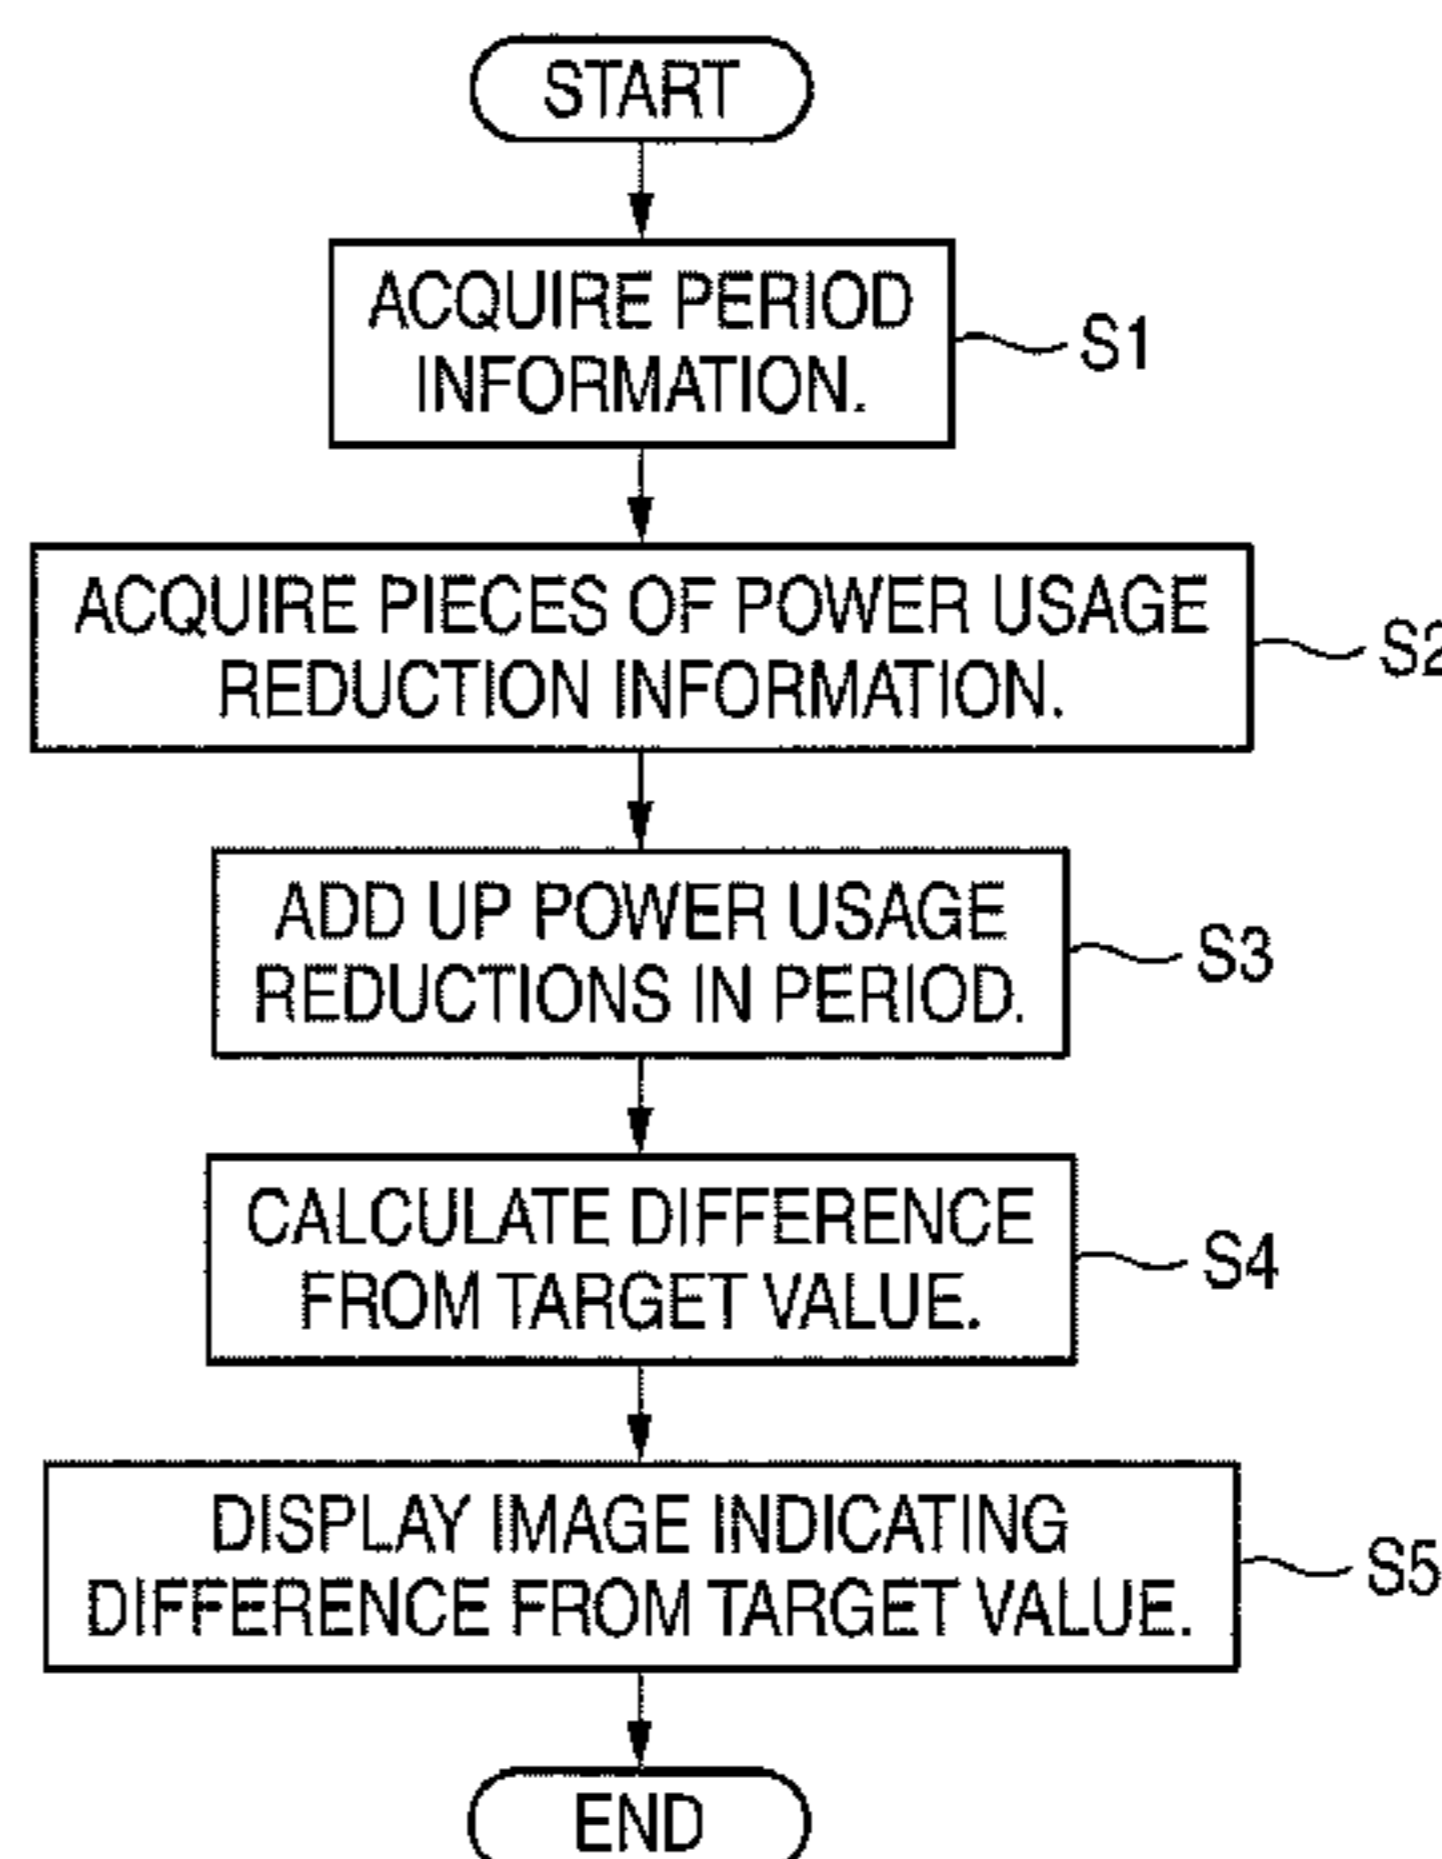 START
ACQUIRE PERIOD
INFORMATION.
S1
ACQUIRE PIECES OF POWER USAGE
REDUCTION INFORMATION.
S2
ADD UP POWER USAGE
REDUCTIONS IN PERIOD.
S3
CALCULATE DIFFERENCE
FROM TARGET VALUE.
S4
DISPLAY IMAGE INDICATING
DIFFERENCE FROM TARGET VALUE.
S5
END